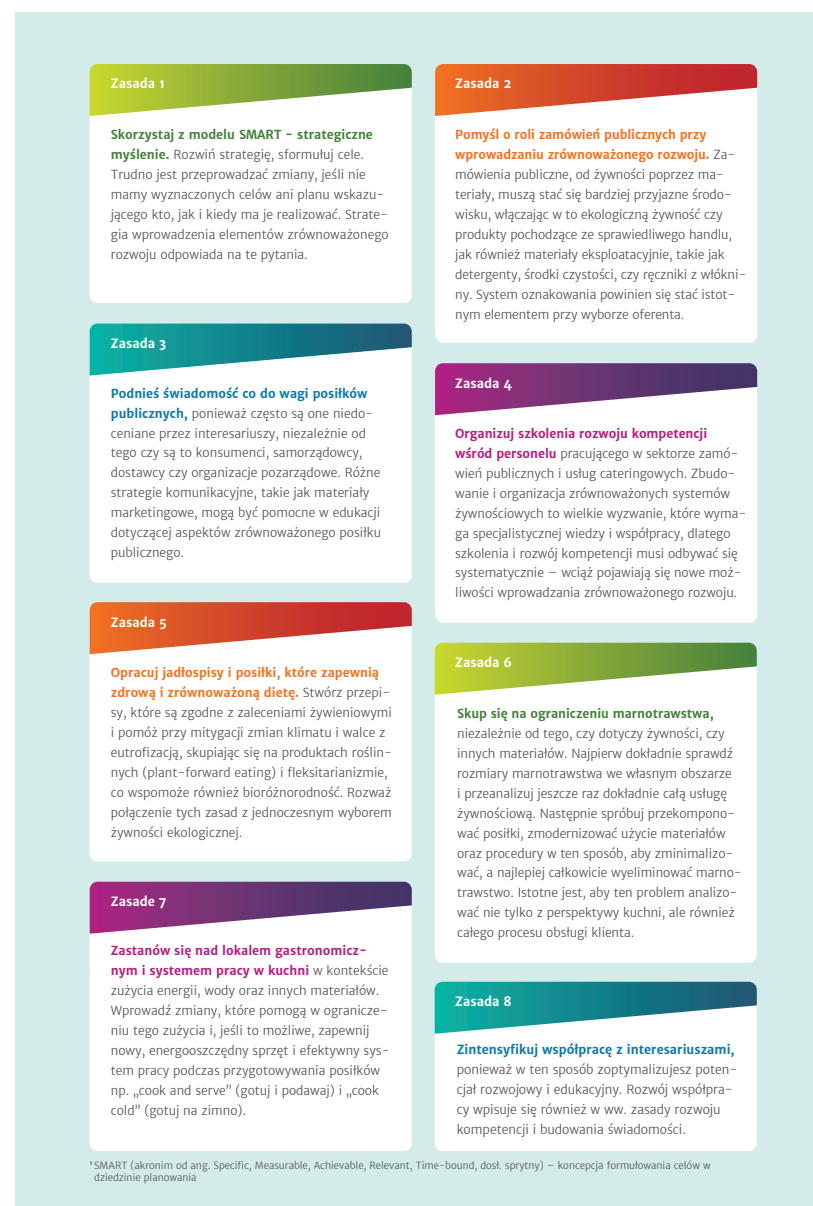 Zasada 1
Skorzystaj z modelu SMART - strategiczne
myślenie. Rozwiń strategię, sformułuj cele.
Trudno jest przeprowadzać zmiany, jeśli nie
mamy wyznaczonych celów ani planu wskazu-
jącego kto, jak i kiedy ma je realizować. Strate-
gia wprowadzenia elementów zrównoważonego
rozwoju odpowiada na te pytania.
Zasada 2
Pomyśl o roli zamówień publicznych przy
wprowadzaniu zrównoważonego rozwoju. Za-
mówienia publiczne, od żywności poprzez ma-
teriały, muszą stać się bardziej przyjazne środo-
wisku, włączając w to ekologiczną żywność czy
produkty pochodzące ze sprawiedliwego handlu,
jak również materiały eksploatacyjnie, takie jak
detergenty, środki czystości, czy ręczniki z włókni-
ny. System oznakowania powinien się stać istot-
nym elementem przy wyborze oferenta.
Zasada 3
Podnieś świadomość co do wagi posiłków
publicznych, ponieważ często są one niedo-
ceniane przez interesariuszy, niezależnie od
tego czy są to konsumenci, samorządowcy,
dostawcy czy organizacje pozarządowe. Różne
strategie komunikacyjne, takie jak materiały
marketingowe, mogą być pomocne w edukacji
dotyczącej aspektów zrównoważonego posiłku
publicznego.
Zasada 4
Organizuj szkolenia rozwoju kompetencji
wśród personelu pracującego w sektorze zamó-
wień publicznych i usług cateringowych. Zbudo-
wanie i organizacja zrównoważonych systemów
żywnościowych to wielkie wyzwanie, które wyma-
ga specjalistycznej wiedzy i współpracy, dlatego
szkolenia i rozwój kompetencji musi odbywać się
systematycznie – wciąż pojawiają się nowe moż-
liwości wprowadzania zrównoważonego rozwoju.
Zasada 5
Opracuj jadłospisy i posiłki, które zapewnią
zdrową i zrównoważoną dietę. Stwórz przepi-
sy, które są zgodne z zaleceniami żywieniowymi
i pomóż przy mitygacji zmian klimatu i walce z
eutrofizacją, skupiając się na produktach roślin-
nych (plant-forward eating) i fleksitarianizmie,
co wspomoże również bioróżnorodność. Rozważ
połączenie tych zasad z jednoczesnym wyborem
żywności ekologicznej.
Zasada 6
Skup się na ograniczeniu marnotrawstwa,
niezależnie od tego, czy dotyczy żywności, czy
innych materiałów. Najpierw dokładnie sprawdź
rozmiary marnotrawstwa we własnym obszarze
i przeanalizuj jeszcze raz dokładnie całą usługę
żywnościową. Następnie spróbuj przekompono-
wać posiłki, zmodernizować użycie materiałów
oraz procedury w ten sposób, aby zminimalizo-
wać, a najlepiej całkowicie wyeliminować marno-
trawstwo. Istotne jest, aby ten problem analizo-
wać nie tylko z perspektywy kuchni, ale również
całego procesu obsługi klienta.
Zasade 7
Zastanów się nad lokalem gastronomicz-
nym i systemem pracy w kuchni w kontekście
zużycia energii, wody oraz innych materiałów.
Wprowadź zmiany, które pomogą w ogranicze-
niu tego zużycia i, jeśli to możliwe, zapewnij
nowy, energooszczędny sprzęt i efektywny sys-
tem pracy podczas przygotowywania posiłków
np. „cook and serve” (gotuj i podawaj) i „cook
cold” (gotuj na zimno).
Zasada 8
Zintensyfikuj współpracę z interesariuszami,
ponieważ w ten sposób zoptymalizujesz poten-
cjał rozwojowy i edukacyjny. Rozwój współpra-
cy wpisuje się również w ww. zasady rozwoju
kompetencji i budowania świadomości.
¹SMART (akronim od ang. Specific, Measurable, Achievable, Relevant, Time-bound, dosł. sprytny) – koncepcja formułowania celów w
dziedzinie planowania